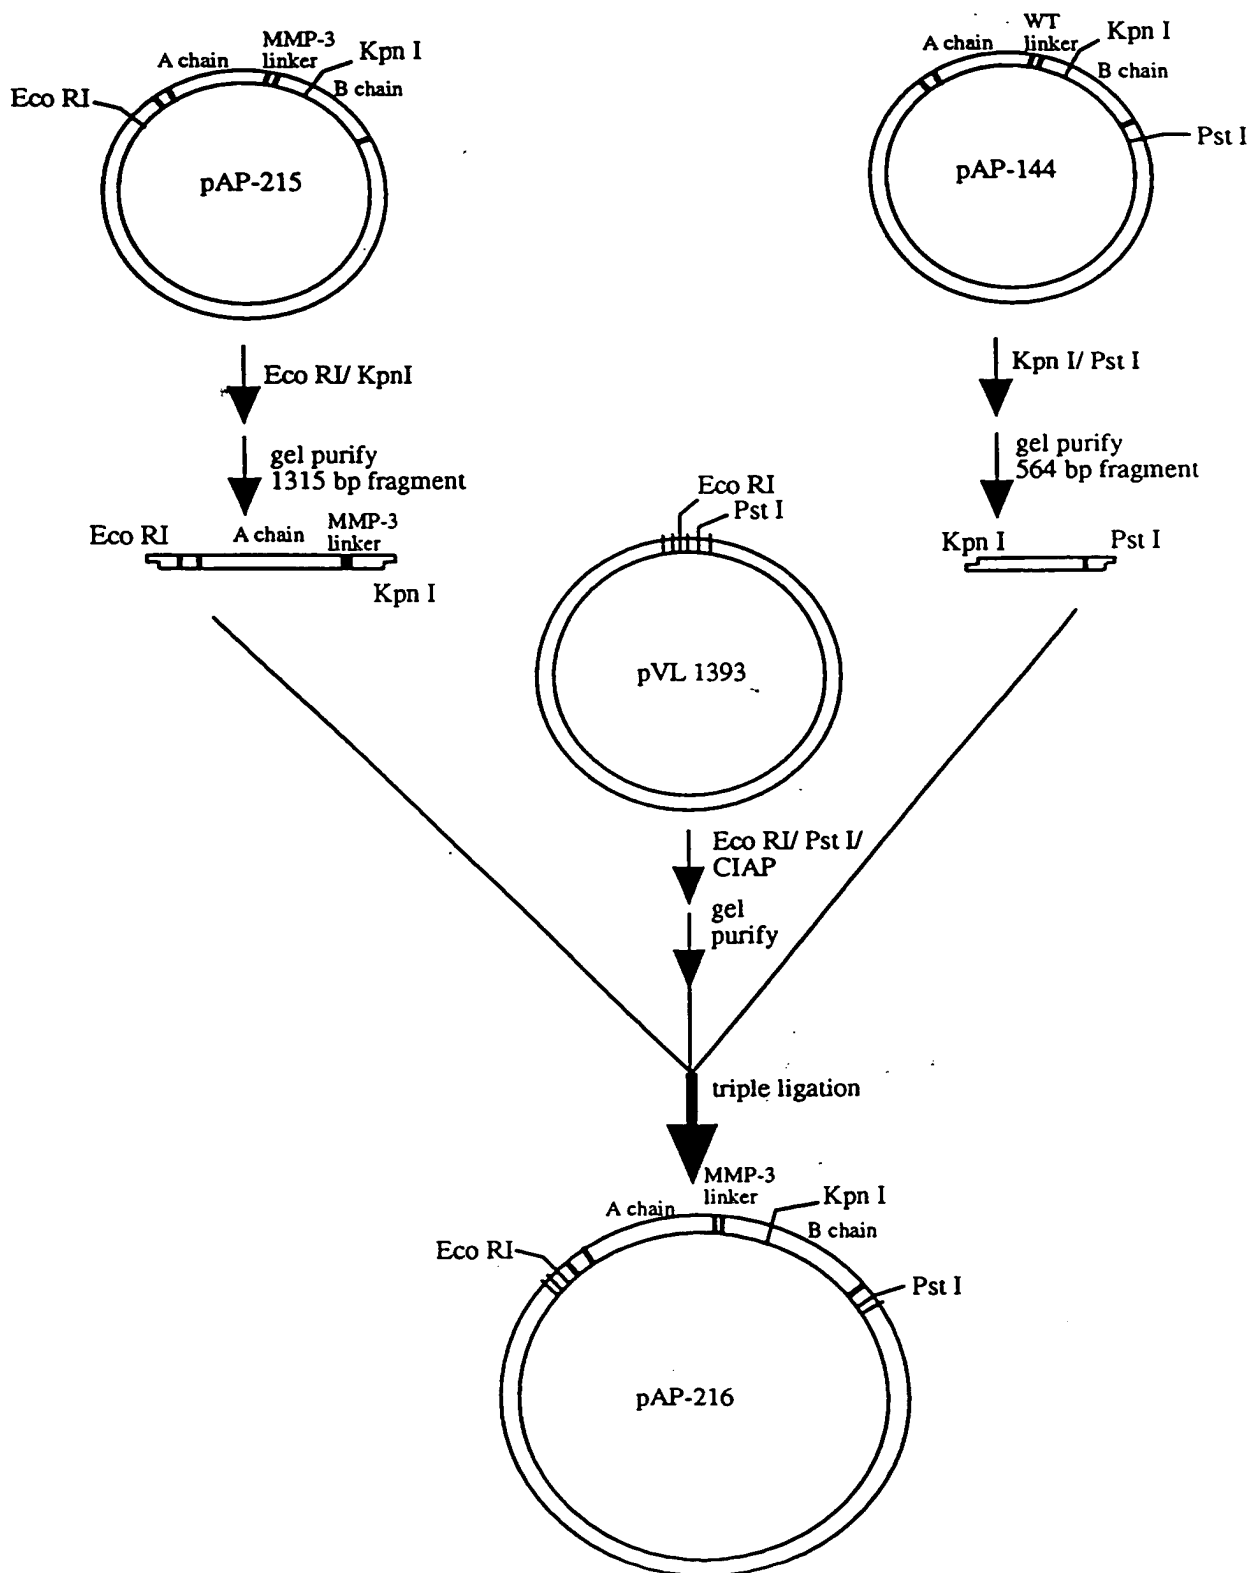 A chain
MMP-3
linker
Kpn I
B chain
Eco RI
pAP-215
A chain
WT
linker
Kpn I
B chain
Pst I
pAP-144
Eco RI/ KpnI
gel purify
1315 bp fragment
Kpn I/ Pst I
gel purify
564 bp fragment
Eco RI
A chain
MMP-3
linker
Kpn I
Kpn I
Pst I
Eco RI
Pst I
pVL 1393
Eco RI/ Pst I/
CIAP
gel
purify
triple ligation
A chain
MMP-3
linker
Kpn I
B chain
Eco RI
Pst I
pAP-216